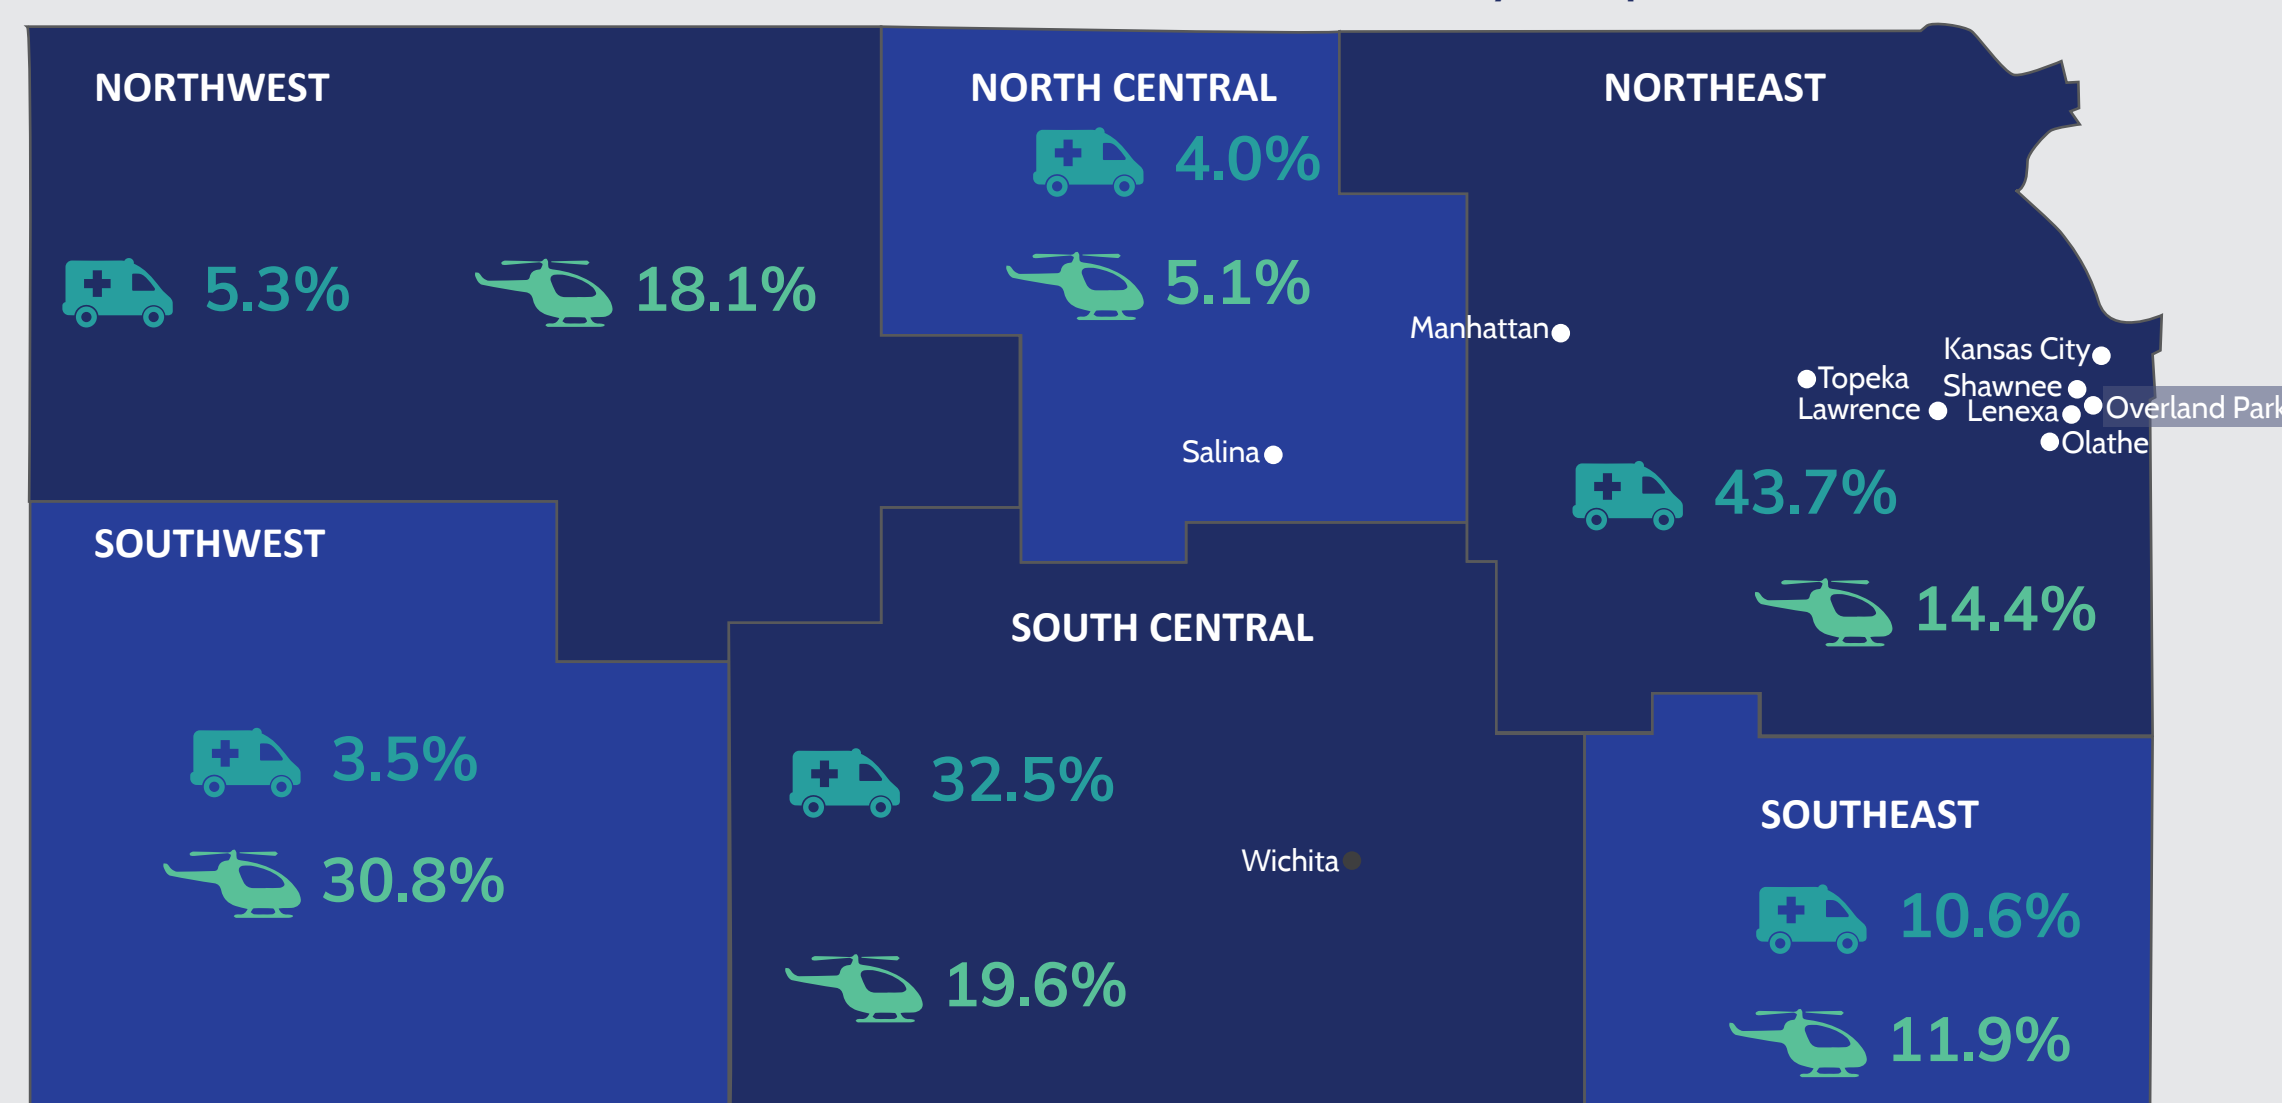 NORTHWEST
5.3%
18.1%
NORTH CENTRAL
4.0%
5.1%
Salina
NORTHEAST
Manhattan
Kansas City
Topeka
Shawnee
Lawrence
Lenexa
Overland Park
Olathe
43.7%
14.4%
SOUTHWEST
3.5%
30.8%
SOUTH CENTRAL
32.5%
Wichita
19.6%
SOUTHEAST
10.6%
11.9%